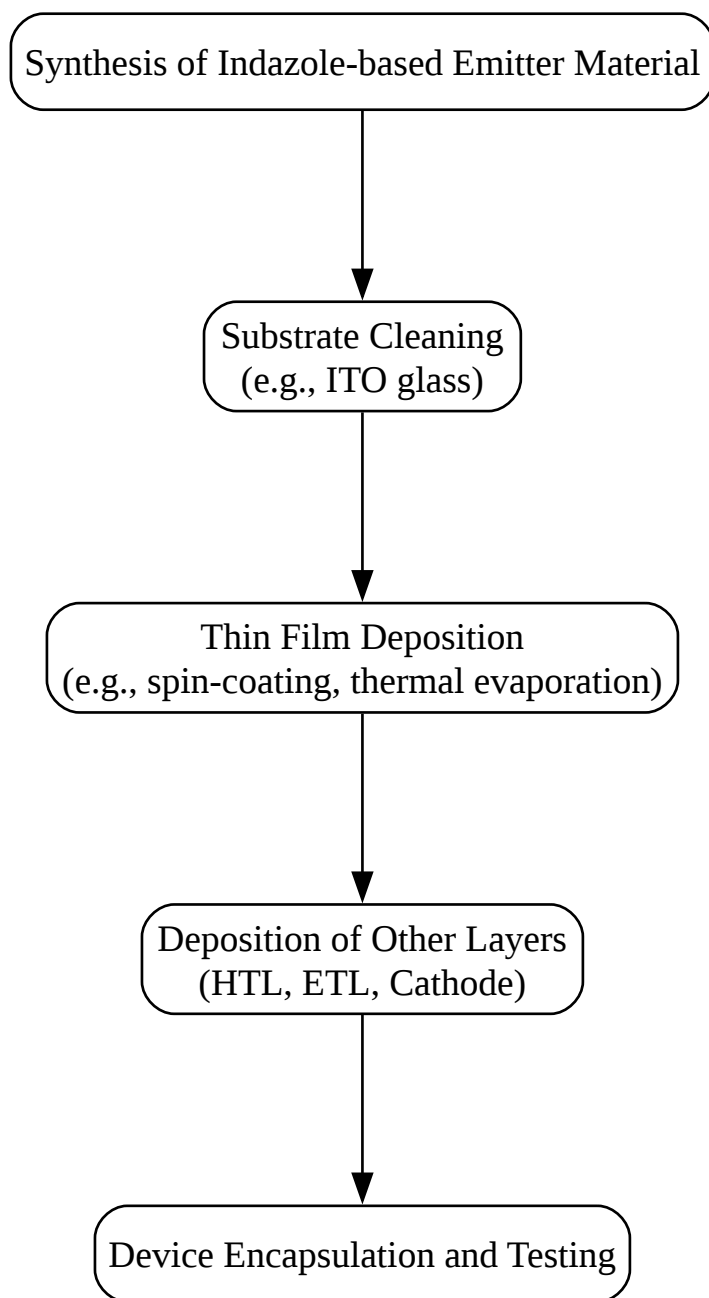 Synthesis of Indazole-based Emitter Material
Substrate Cleaning
(e.g., ITO glass)
Thin Film Deposition
(e.g., spin-coating, thermal evaporation)
Deposition of Other Layers
(HTL, ETL, Cathode)
Device Encapsulation and Testing